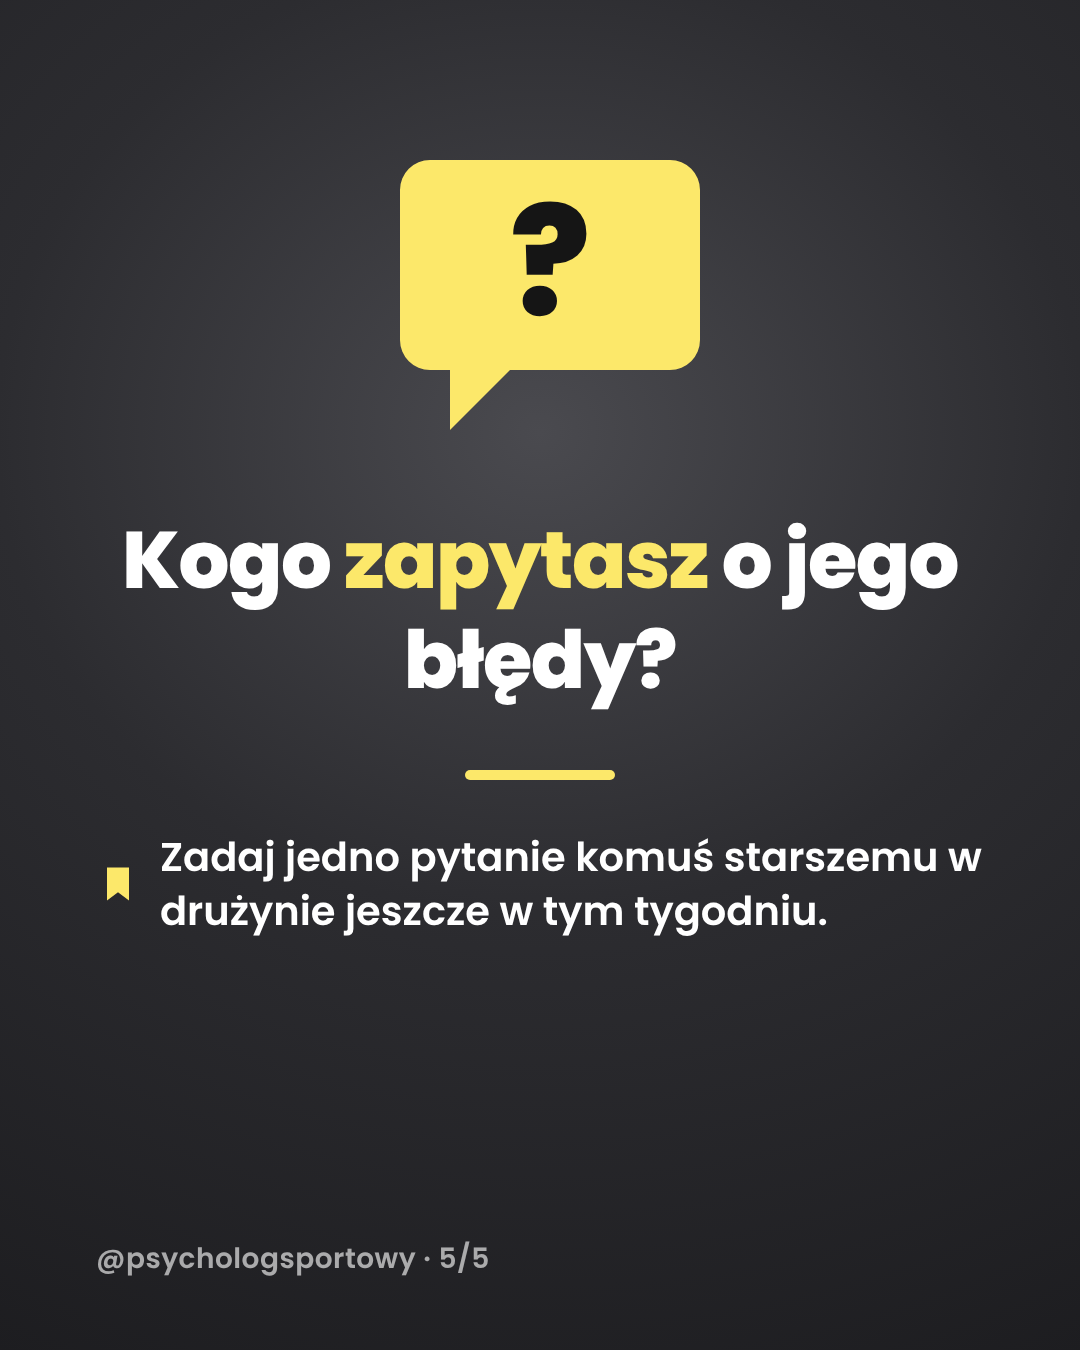 ?
Kogo zapytasz o jego
błędy?
Zadaj jedno pytanie komuś starszemu w
drużynie jeszcze w tym tygodniu.
@psychologsportowy · 5/5